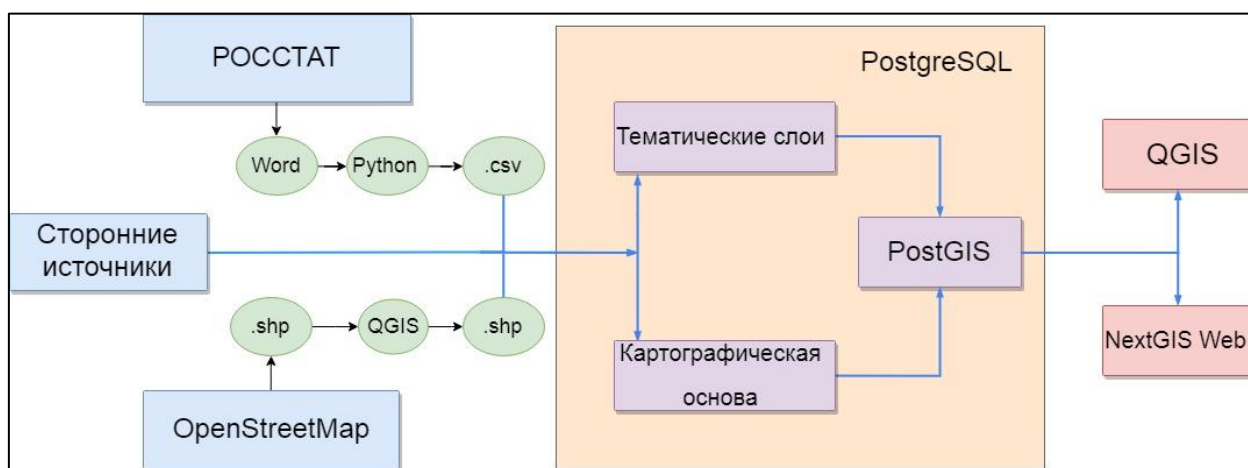 РОССТАТ
PostgreSQL
Word
Python
.csv
Тематические слои
QGIS
Сторонние
источники
PostGIS
.shp
QGIS
.shp
Картографическая
основа
NextGIS Web
OpenStreetMap